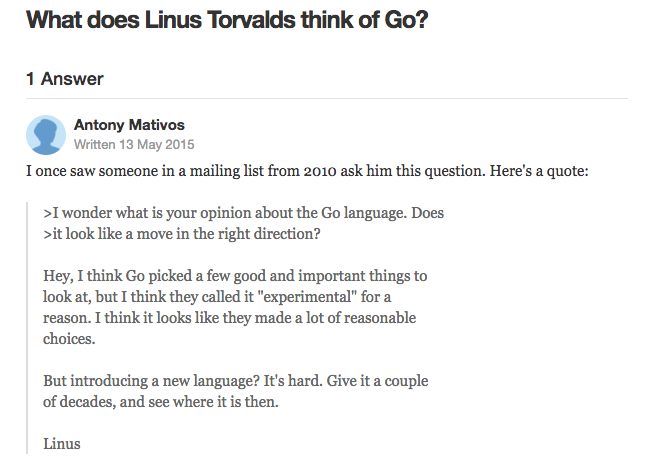 What does Linus Torvalds think of Go?
1 Answer
Antony Mativos
Written 13 May 2015
I once saw someone in a mailing list from 2010 ask him this question. Here's a quote:
>I wonder what is your opinion about the Go language. Does
>it look like a move in the right direction?
Hey, I think Go picked a few good and important things to
look at, but I think they called it "experimental" for a
reason. I think it looks like they made a lot of reasonable
choices.
But introducing a new language? It's hard. Give it a couple
of decades, and see where it is then.
Linus